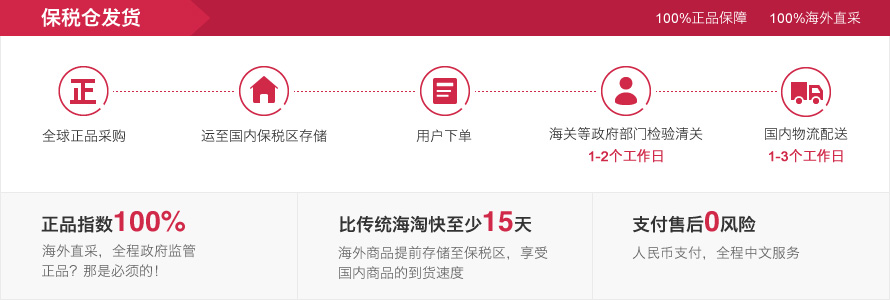 保税仓发货
100%正品保障 100%海外直采
正
全球正品采购 运至国内保税区存储 用户下单 海关等政府部门检验清关 国内物流配送
1-2个工作日 1-3个工作日
正品指数100% 比传统海淘快至少15天 支付售后0风险
海外直采，全程政府监管
正品？那是必须的！
海外商品提前存储至保税区，享受
国内商品的到货速度
人民币支付，全程中文服务